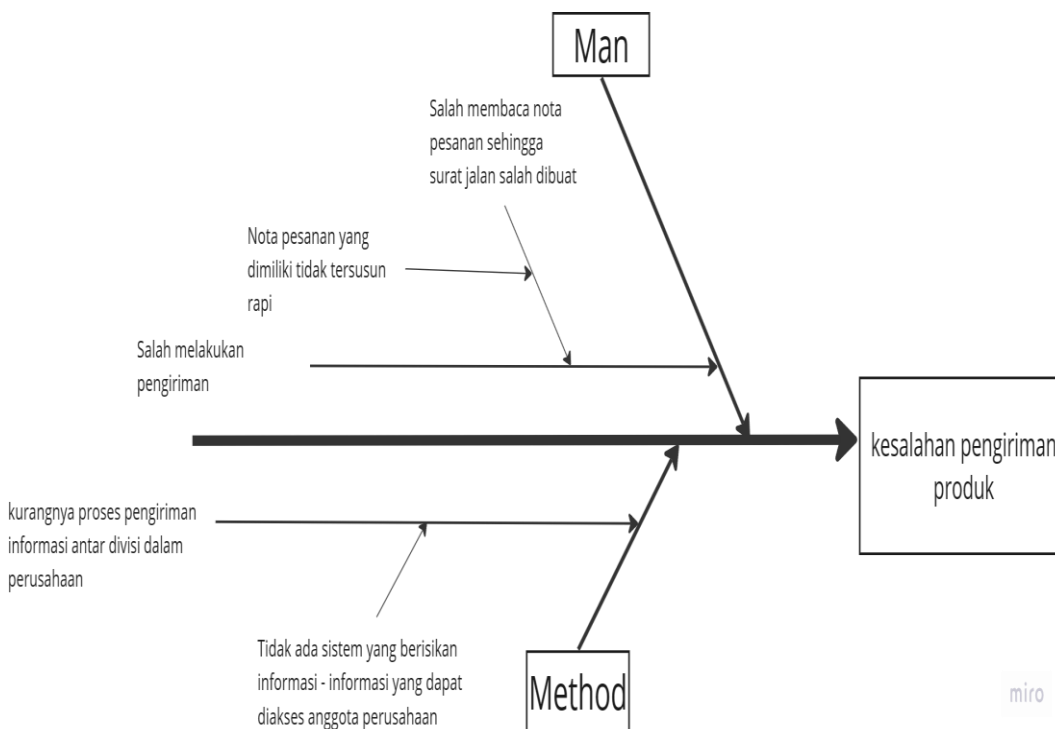 Man
Salah membaca nota
pesanan sehingga
surat jalan salah dibuat
Nota pesanan yang
dimiliki tidak tersusun
rapi
Salah melakukan
pengiriman
kesalahan pengiriman
produk
kurangnya proses pengiriman
informasi antar divisi dalam
perusahaan
Tidak ada sistem yang berisikan
informasi - informasi yang dapat
diakses anggota perusahaan
Method
miro